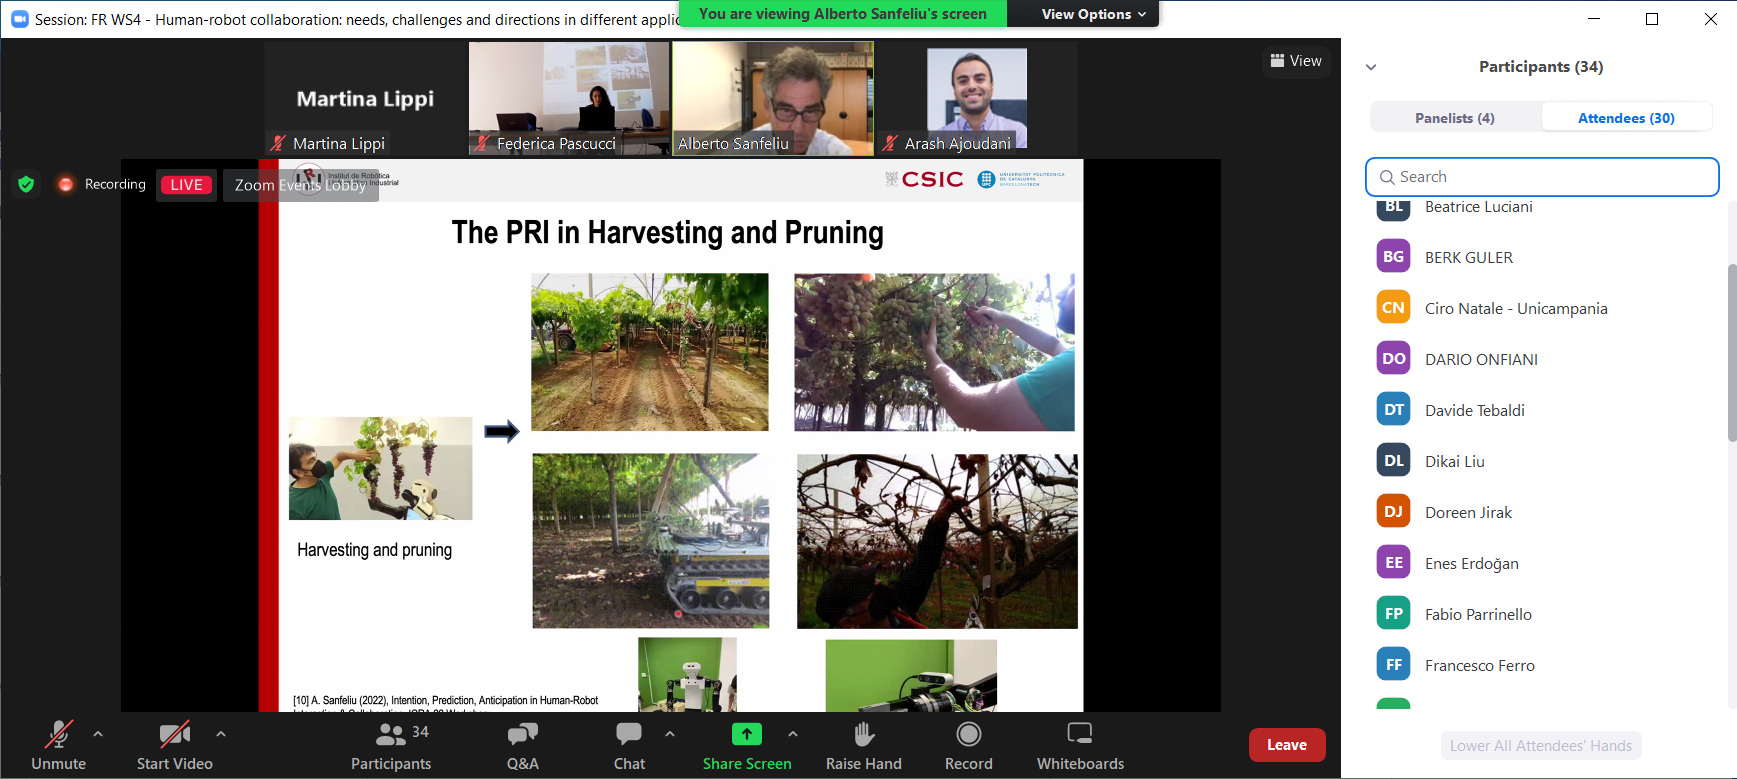 Session: FR WS4 - Human-robot collaboration: needs, challenges and directions in different applic
You are viewing Alberto Sanfeliu's screen
View Options
Martina Lippi
Martina Lippi
Federica Pascucci
Alberto Sanfeliu
Arash Ajoudani
View
Recording
LIVE
Zoom Events Lobby
Institut de Robòtica
Industrial
CSIC
UPC
UNIVERSITAT POLITÈCNICA
DE CATALUNYA
BARCELONATECH
The PRI in Harvesting and Pruning
Harvesting and pruning
[10] A. Sanfeliu (2022), Intention, Prediction, Anticipation in Human-Robot
Unmute
Start Video
34
Participants
Q&A
Chat
Share Screen
Raise Hand
Record
Whiteboards
Leave
Participants (34)
Panelists (4)
Attendees (30)
Search
BL
Beatrice Luciani
BG
BERK GULER
CN
Ciro Natale - Unicampania
DO
DARIO ONFIANI
DT
Davide Tebaldi
DL
Dikai Liu
DJ
Doreen Jirak
EE
Enes Erdoğan
FP
Fabio Parrinello
FF
Francesco Ferro
Lower All Attendees' Hands